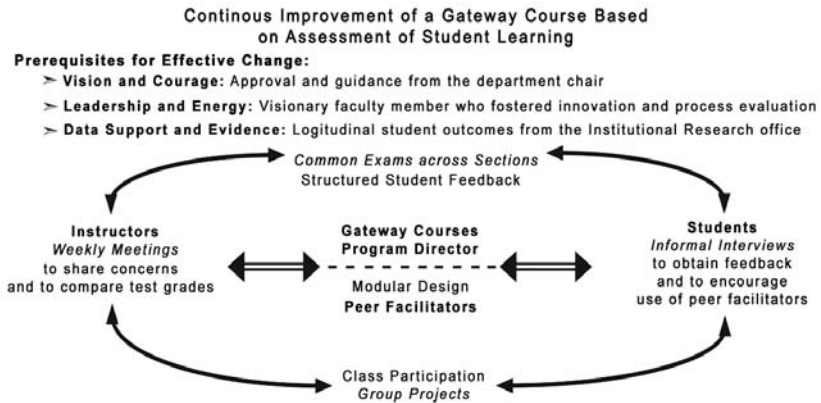 Continous Improvement of a Gateway Course Based
on Assessment of Student Learning
Prerequisites for Effective Change:
➣ Vision and Courage: Approval and guidance from the department chair
➣ Leadership and Energy: Visionary faculty member who fostered innovation and process evaluation
➣ Data Support and Evidence: Logitudinal student outcomes from the Institutional Research office
Common Exams across Sections
Structured Student Feedback
Instructors
Weekly Meetings
to share concerns
and to compare test grades
Gateway Courses
Program Director
Modular Design
Peer Facilitators
Students
Informal Interviews
to obtain feedback
and to encourage
use of peer facilitators
Class Participation
Group Projects